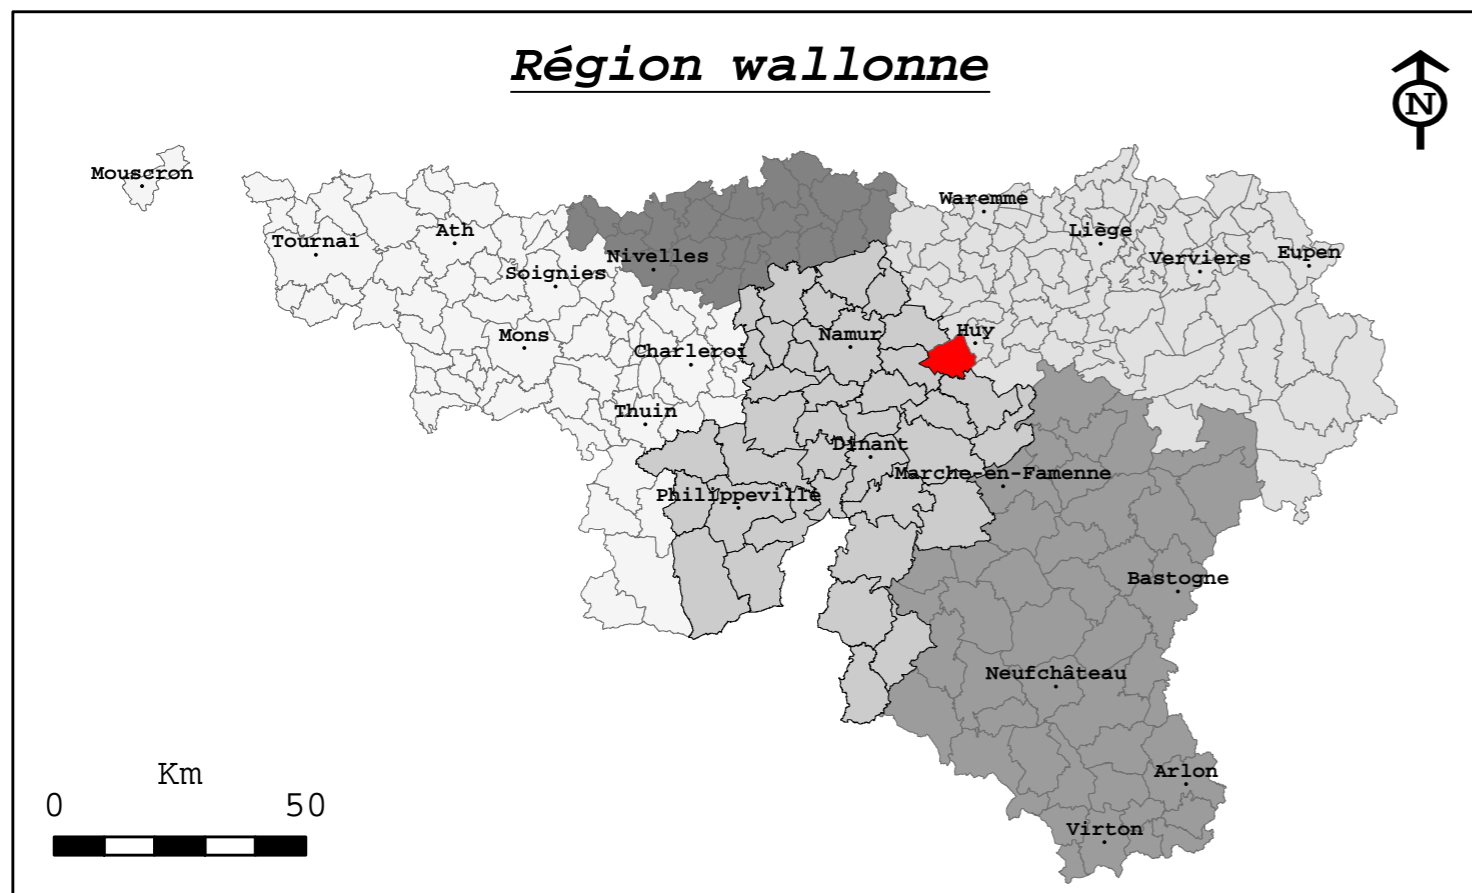 Région wallonne
N
Mouscron
Waremme
Tournai
Ath
Liège
Nivelles
Verviers
Eupen
Soignies
Mons
Namur
Huy
Charleroi
Thuin
Dinant
Marche-en-Famenne
Philippeville
Bastogne
Neufchâteau
Arlon
Virton
Km
0 50